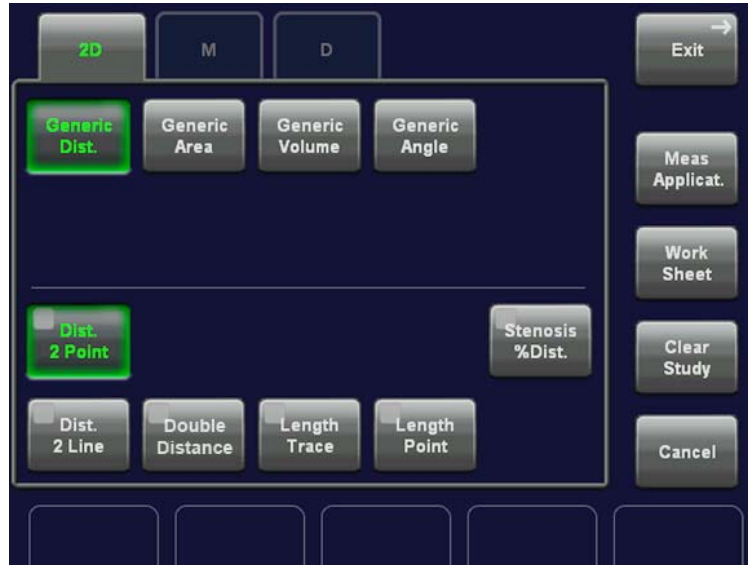 2D
M
D
Exit
Generic
Dist.
Generic
Area
Generic
Volume
Generic
Angle
Meas
Applicat.
Work
Sheet
Dist.
2 Point
Stenosis
%Dist.
Clear
Study
Dist.
2 Line
Double
Distance
Length
Trace
Length
Point
Cancel